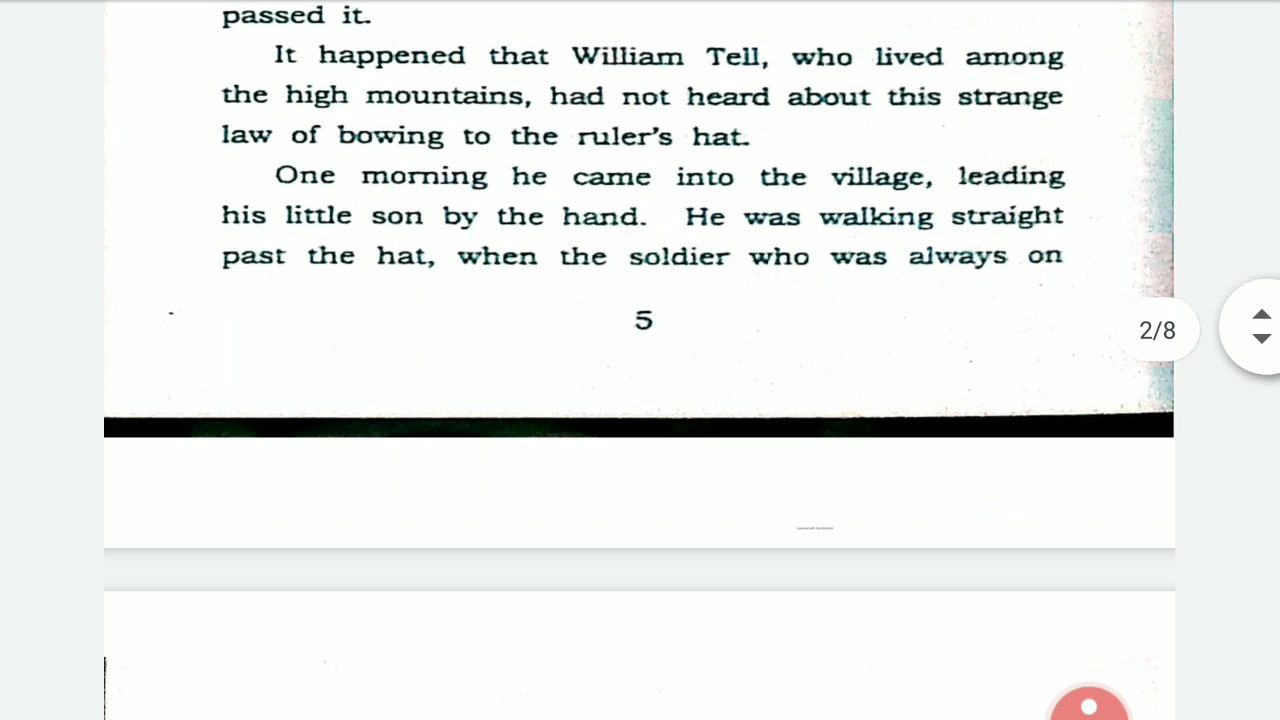 passed it.
It happened that William Tell, who lived among
the high mountains, had not heard about this strange
law of bowing to the ruler's hat.
One morning he came into the village, leading
his little son by the hand. He was walking straight
past the hat, when the soldier who was always on
5
2/8